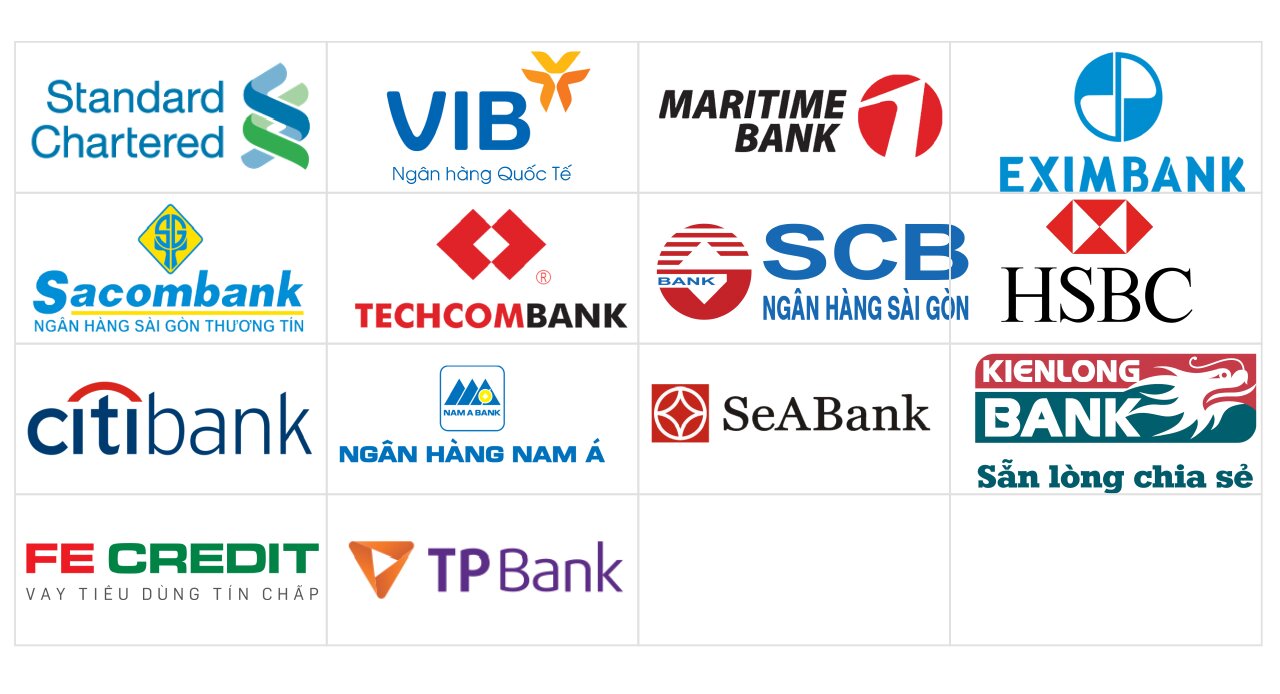 Standard
Chartered
VIB
Ngân hàng Quốc Tế
MARITIME
BANK
EXIMBANK
SG
Sacombank
NGÂN HÀNG SÀI GÒN THƯƠNG TÍN
®
TECHCOMBANK
BANK
SCB
NGÂN HÀNG SÀI GÒN
HSBC
citibank
NAM A BANK
NGÂN HÀNG NAM Á
SeABank
KIENLONG
BANK
Sẵn lòng chia sẻ
FE CREDIT
VAY TIÊU DÙNG TÍN CHẤP
TPBank